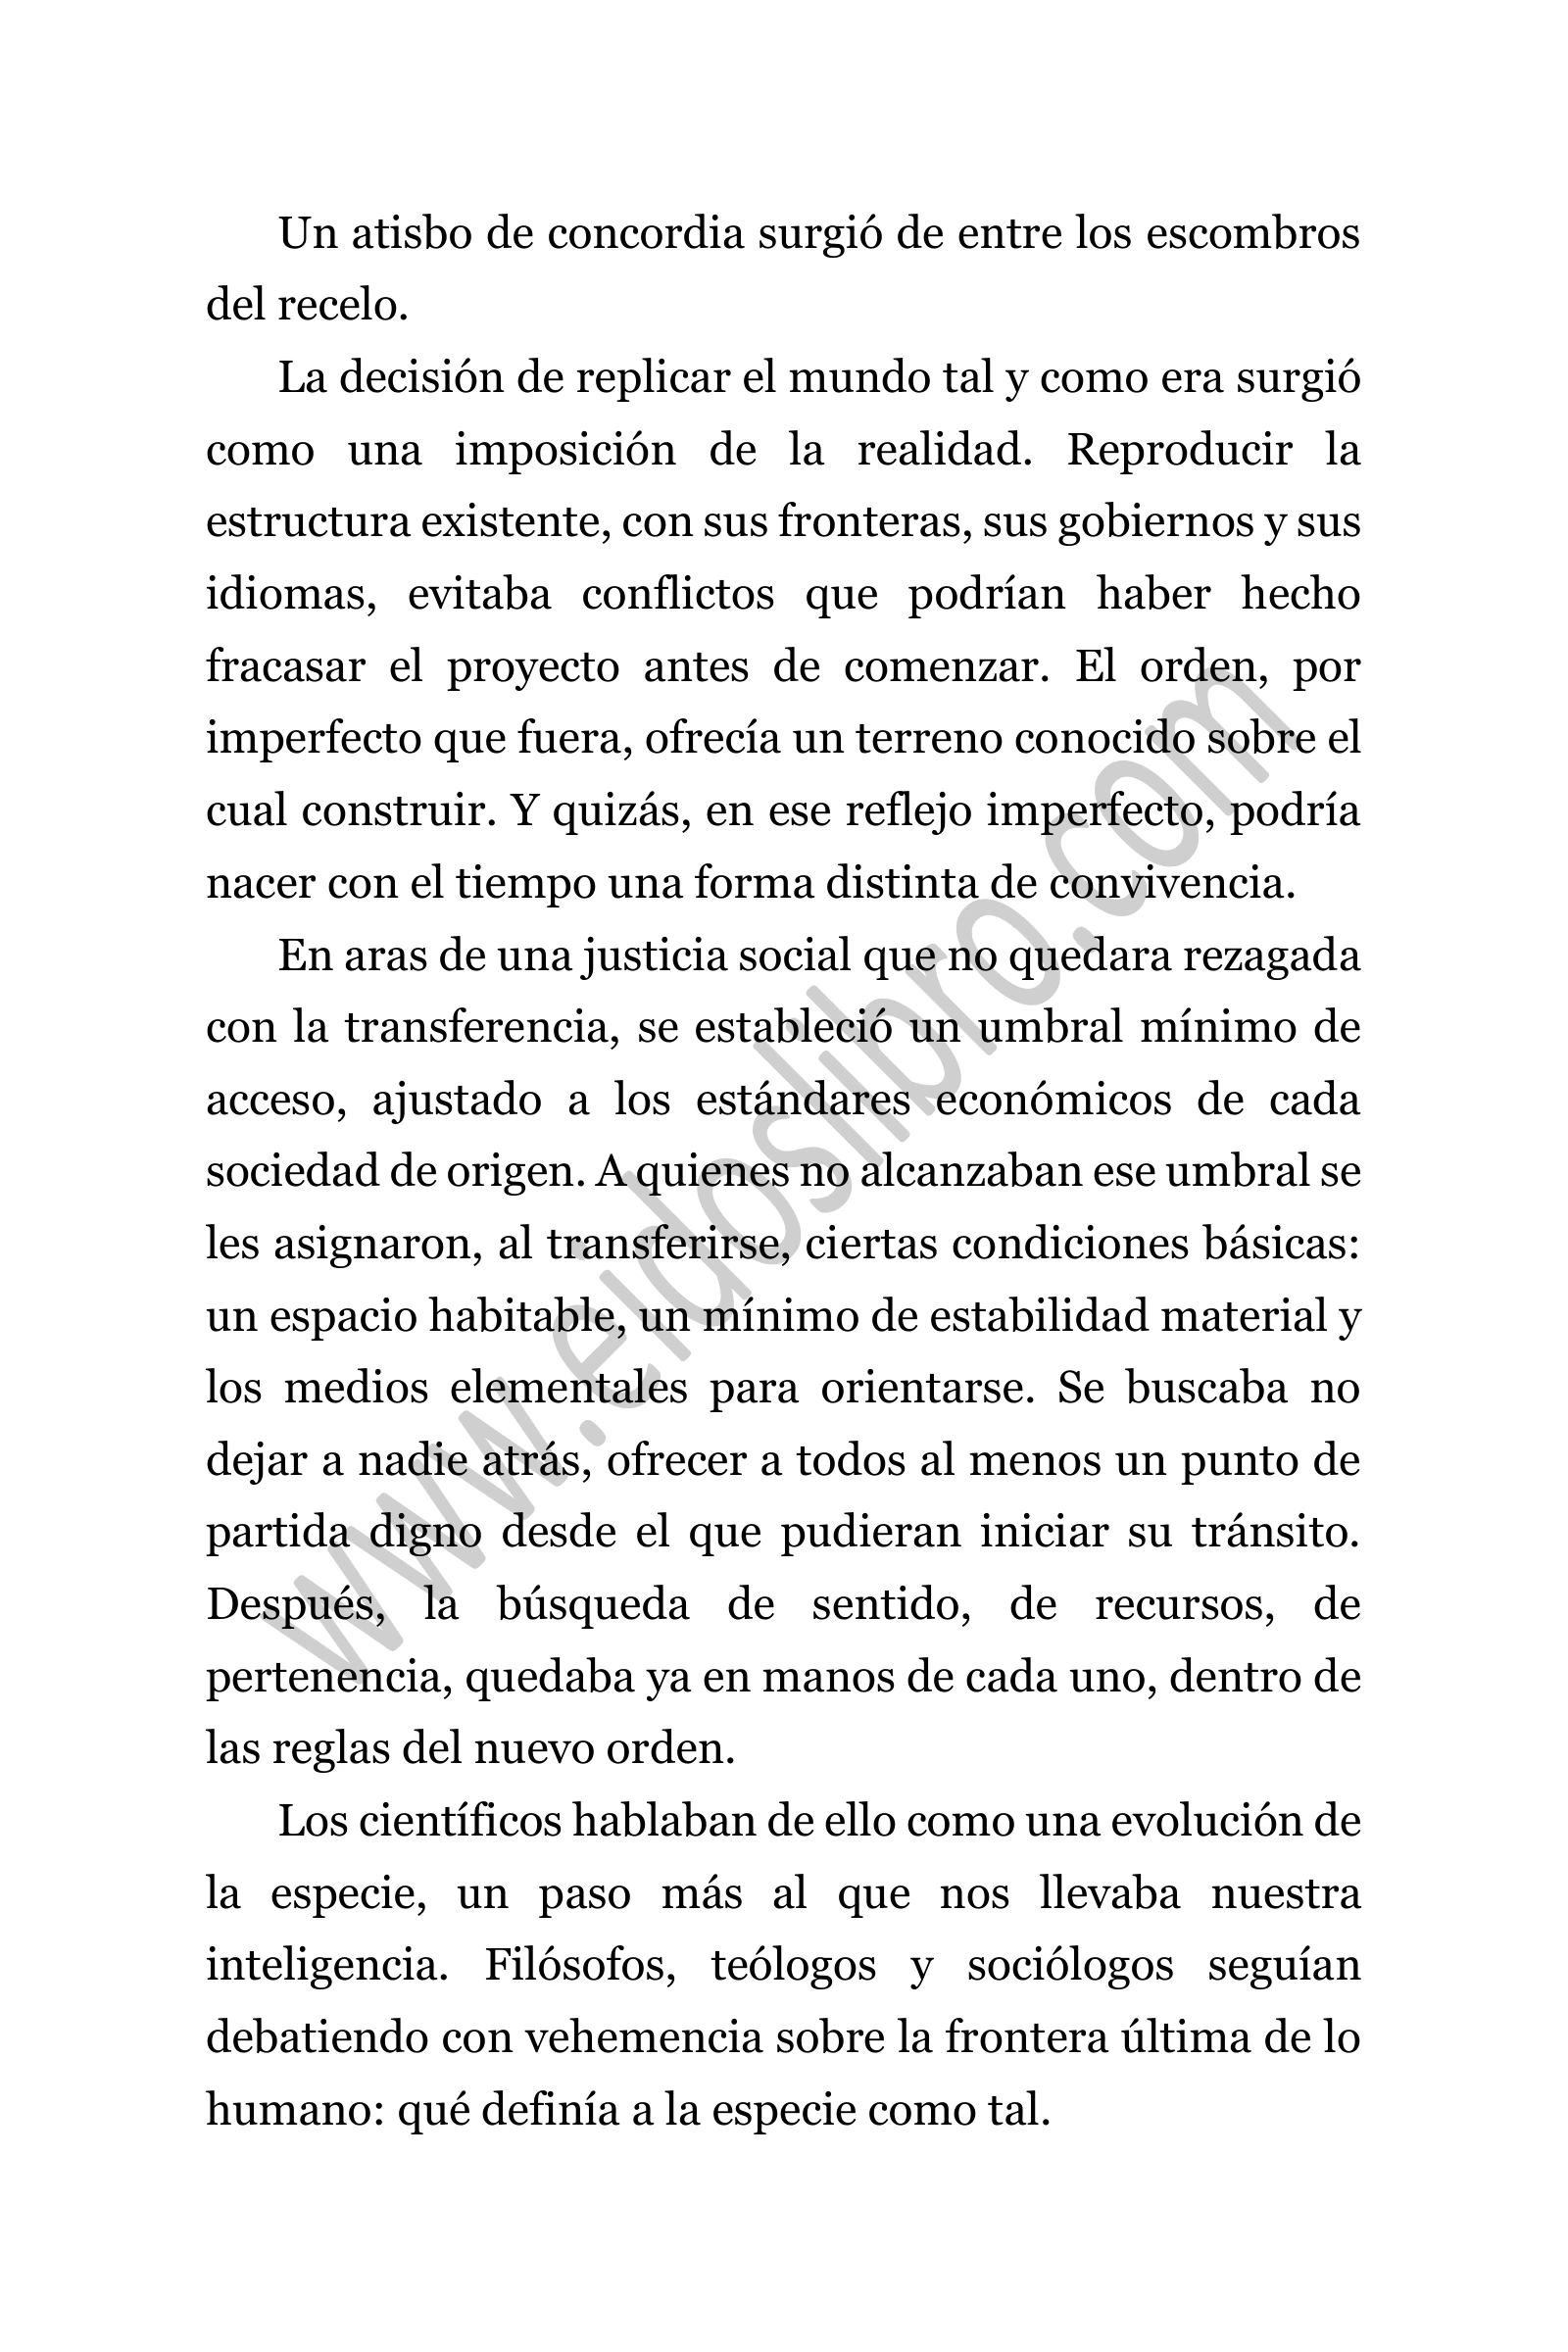 Un atisbo de concordia surgió de entre los escombros
del recelo.
La decisión de replicar el mundo tal y como era surgió
como una imposición de la realidad. Reproducir la
estructura existente, con sus fronteras, sus gobiernos y sus
idiomas, evitaba conflictos que podrían haber hecho
fracasar el proyecto antes de comenzar. El orden, por
imperfecto que fuera, ofrecía un terreno conocido sobre el
cual construir. Y quizás, en ese reflejo imperfecto, podría
nacer con el tiempo una forma distinta de convivencia.
En aras de una justicia social que no quedara rezagada
con la transferencia, se estableció un umbral mínimo de
acceso, ajustado a los estándares económicos de cada
sociedad de origen. A quienes no alcanzaban ese umbral se
les asignaron, al transferirse, ciertas condiciones básicas:
un espacio habitable, un mínimo de estabilidad material y
los medios elementales para orientarse. Se buscaba no
dejar a nadie atrás, ofrecer a todos al menos un punto de
partida digno desde el que pudieran iniciar su tránsito.
Después, la búsqueda de sentido, de recursos, de
pertenencia, quedaba ya en manos de cada uno, dentro de
las reglas del nuevo orden.
Los científicos hablaban de ello como una evolución de
la especie, un paso más al que nos llevaba nuestra
inteligencia. Filósofos, teólogos y sociólogos seguían
debatiendo con vehemencia sobre la frontera última de lo
humano: qué definía a la especie como tal.
www.eidoslibro.com